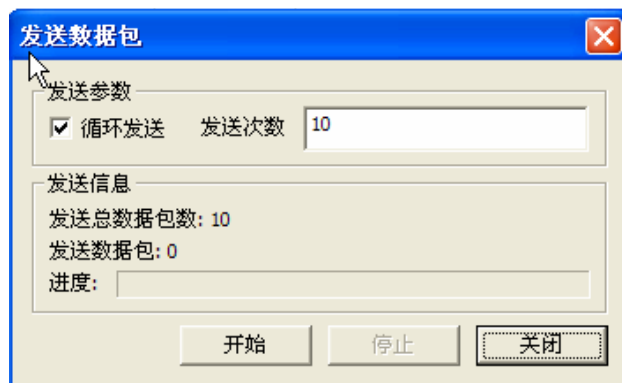 发送数据包
发送参数
循环发送 发送次数 10
发送信息
发送总数据包数: 10
发送数据包: 0
进度:
开始 停止 关闭